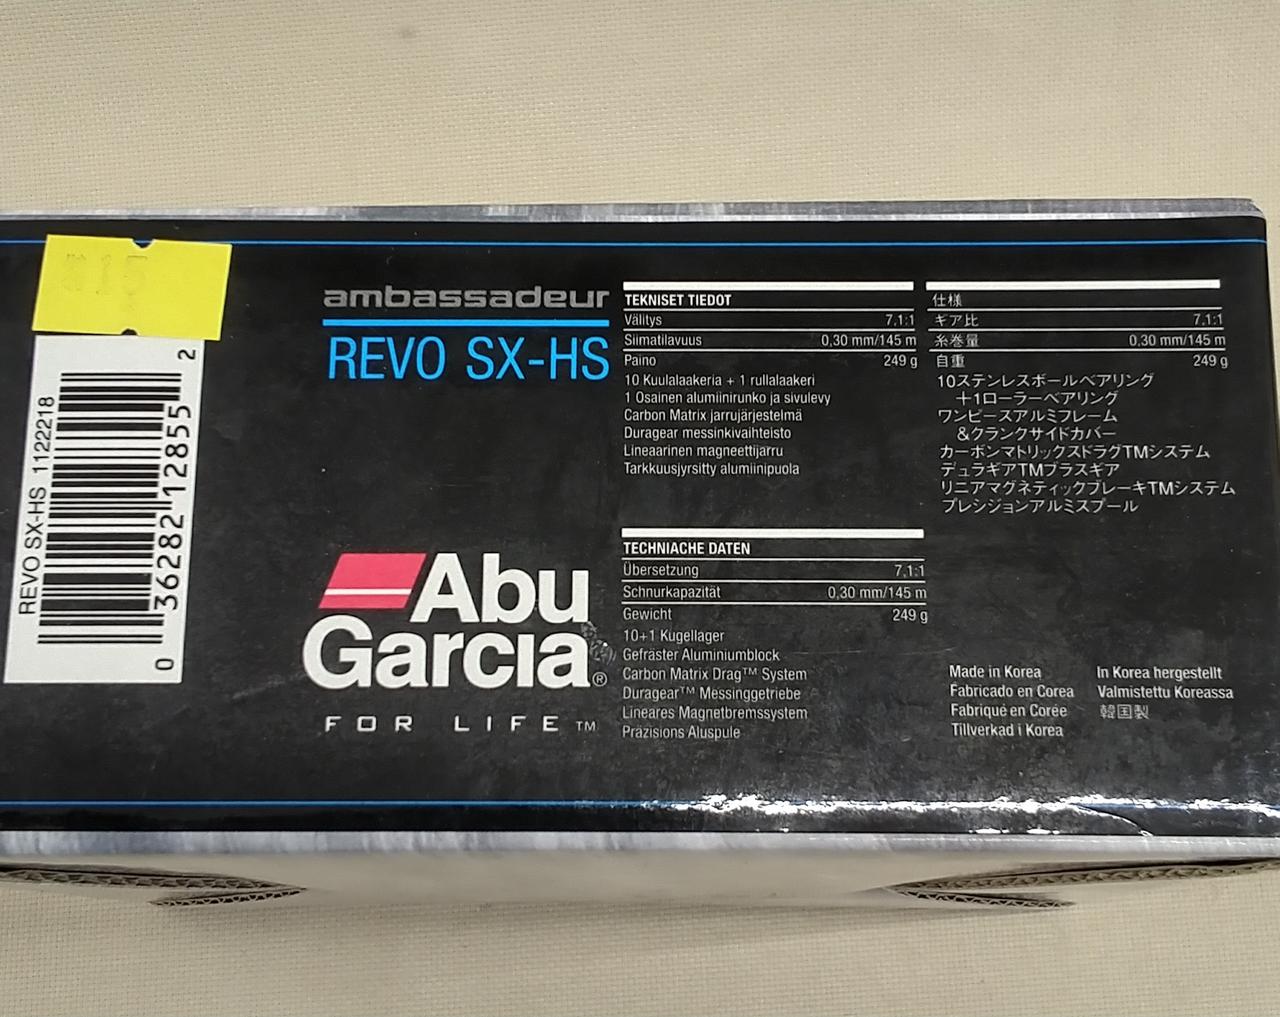 $15
REVO SX-HS 1122218
0 36282 12855 2
ambassadeur
REVO SX-HS
Abu
Garcia®
FOR LIFE™
TEKNISET TIEDOT
Välitys 7,1:1
Siimatilavuus 0,30 mm/145 m
Paino 249 g
10 Kuulalaakeria + 1 rullalaakeri
1 Osainen alumiinirunko ja sivulevy
Carbon Matrix jarrujärjestelmä
Duragear messinkivaihteisto
Lineaarinen magneettijarru
Tarkkuusjyrsitty alumiinipuola
TECHNIACHE DATEN
Übersetzung 7,1:1
Schnurkapazität 0,30 mm/145 m
Gewicht 249 g
10+1 Kugellager
Gefräster Aluminiumblock
Carbon Matrix Drag™ System
Duragear™ Messinggetriebe
Lineares Magnetbremssystem
Präzisions Aluspule
仕様
ギア比 7,1:1
糸巻量 0,30 mm/145 m
自重 249 g
10ステンレスボールベアリング
+1ローラーベアリング
ワンピースアルミフレーム
&クランクサイドカバー
カーボンマトリックスドラグTMシステム
デュラギアTMブラスギア
リニアマグネティックブレーキTMシステム
プレシジョンアルミスプール
Made in Korea
Fabricado en Corea
Fabriqué en Corée
Tillverkad i Korea
In Korea hergestellt
Valmistettu Koreassa
韓国製